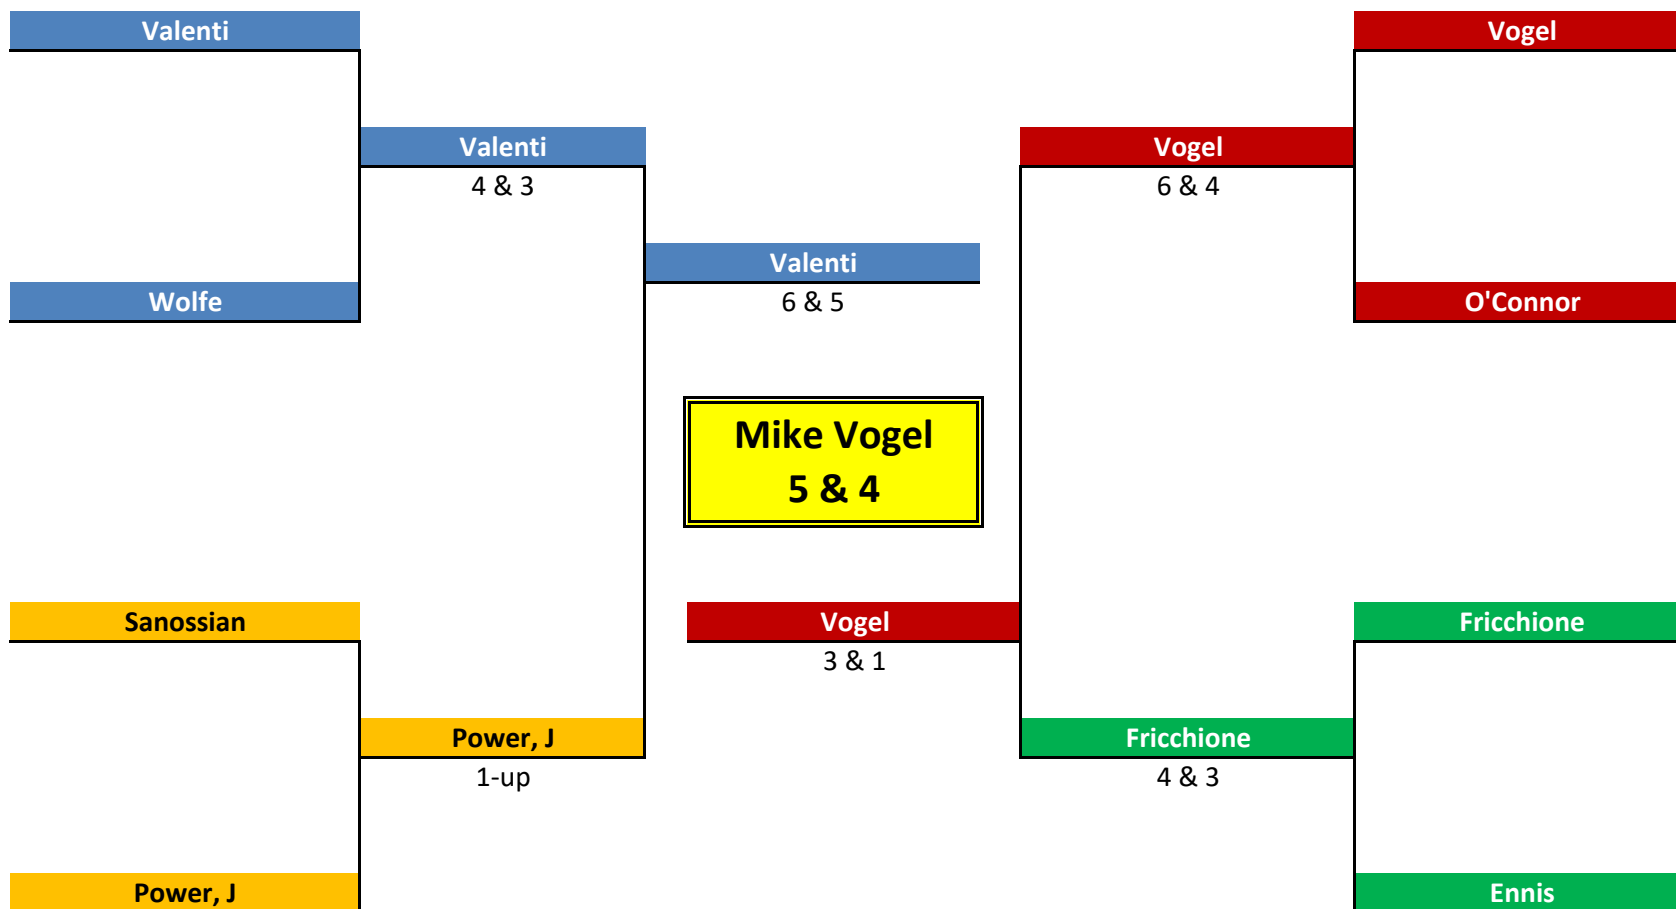 Valenti
Vogel
Valenti
4 & 3
Vogel
6 & 4
Valenti
6 & 5
Wolfe
O'Connor
Mike Vogel
5 & 4
Sanossian
Vogel
3 & 1
Fricchione
Power, J
1-up
Fricchione
4 & 3
Power, J
Ennis